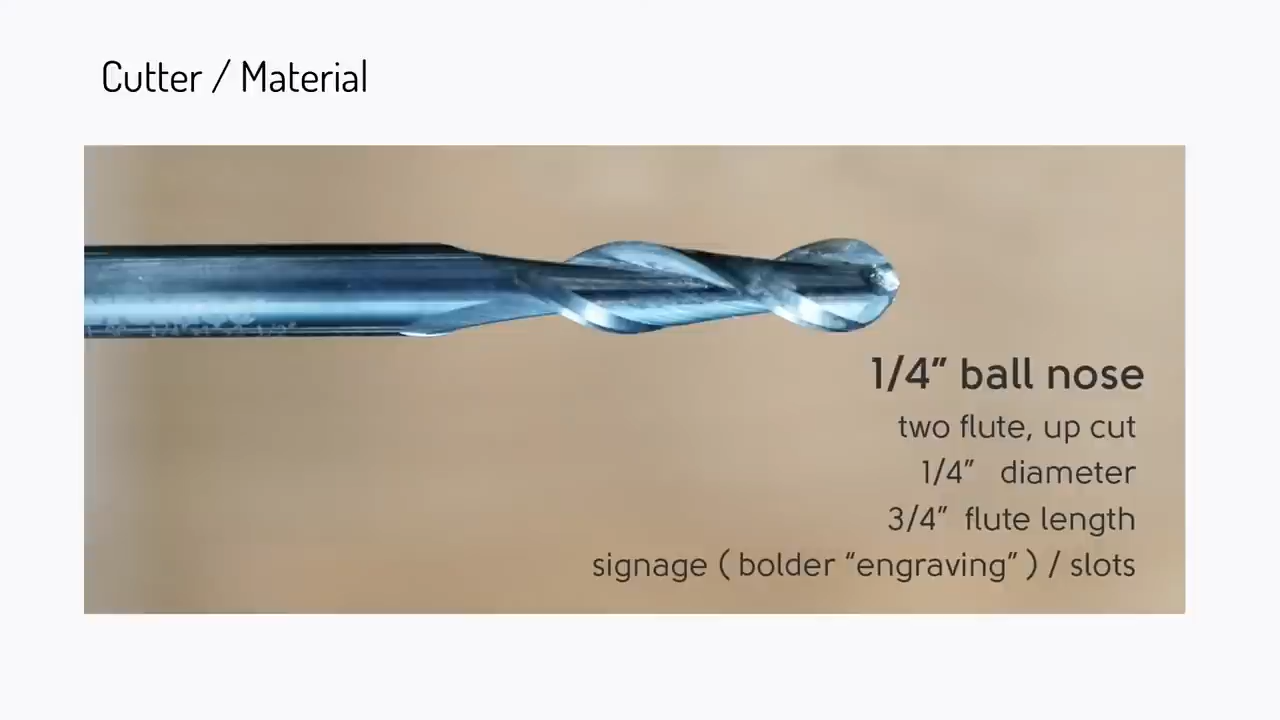 Cutter / Material
1/4” ball nose
two flute, up cut
1/4” diameter
3/4” flute length
signage ( bolder “engraving” ) / slots